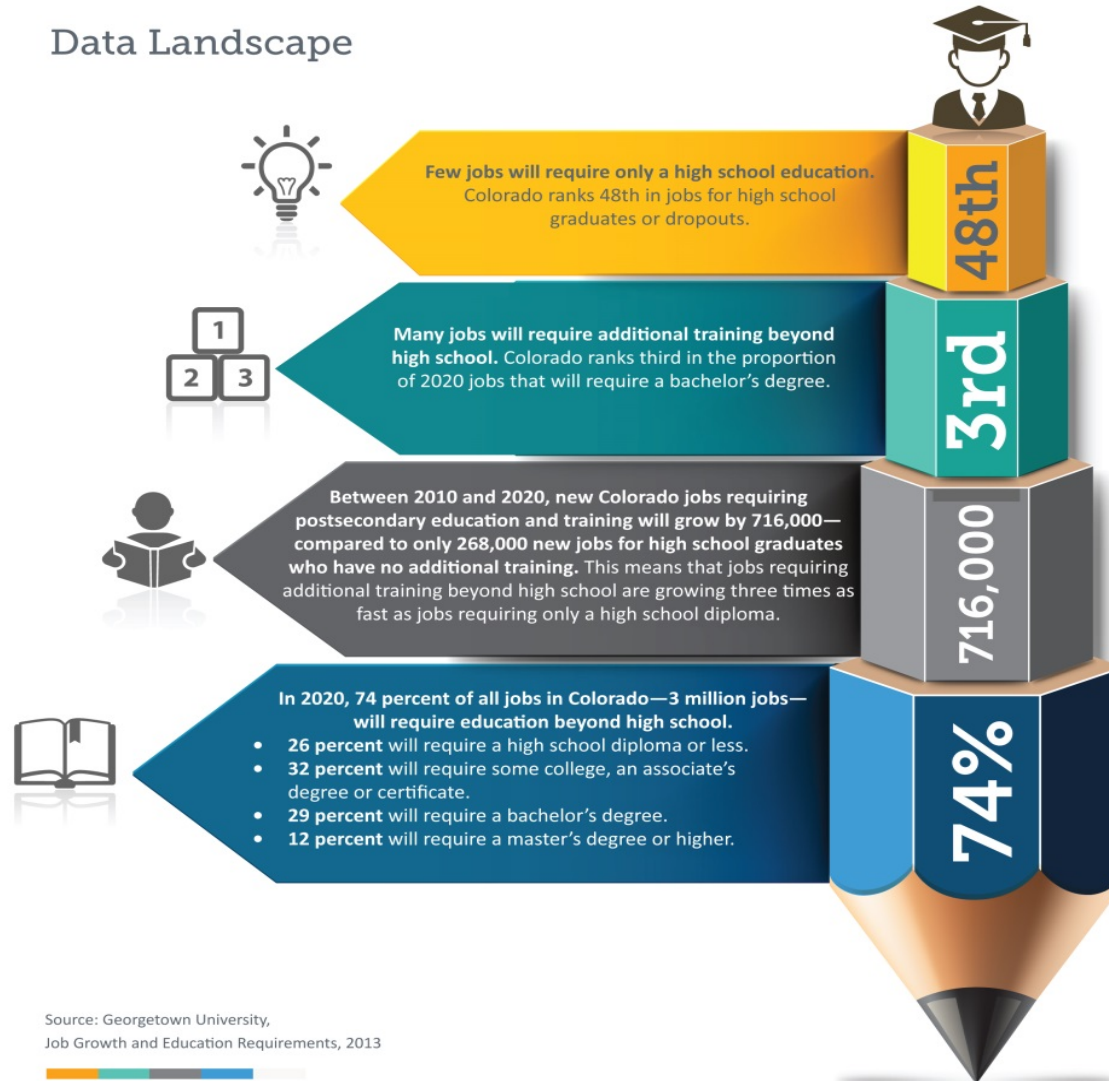 Data Landscape
Few jobs will require only a high school education.
Colorado ranks 48th in jobs for high school
graduates or dropouts.
48th
1
2 3
Many jobs will require additional training beyond
high school. Colorado ranks third in the proportion
of 2020 jobs that will require a bachelor’s degree.
3rd
Between 2010 and 2020, new Colorado jobs requiring
postsecondary education and training will grow by 716,000—
compared to only 268,000 new jobs for high school graduates
who have no additional training. This means that jobs requiring
additional training beyond high school are growing three times as
fast as jobs requiring only a high school diploma.
716,000
In 2020, 74 percent of all jobs in Colorado—3 million jobs—
will require education beyond high school.
• 26 percent will require a high school diploma or less.
• 32 percent will require some college, an associate’s
degree or certificate.
• 29 percent will require a bachelor’s degree.
• 12 percent will require a master’s degree or higher.
74%
Source: Georgetown University,
Job Growth and Education Requirements, 2013